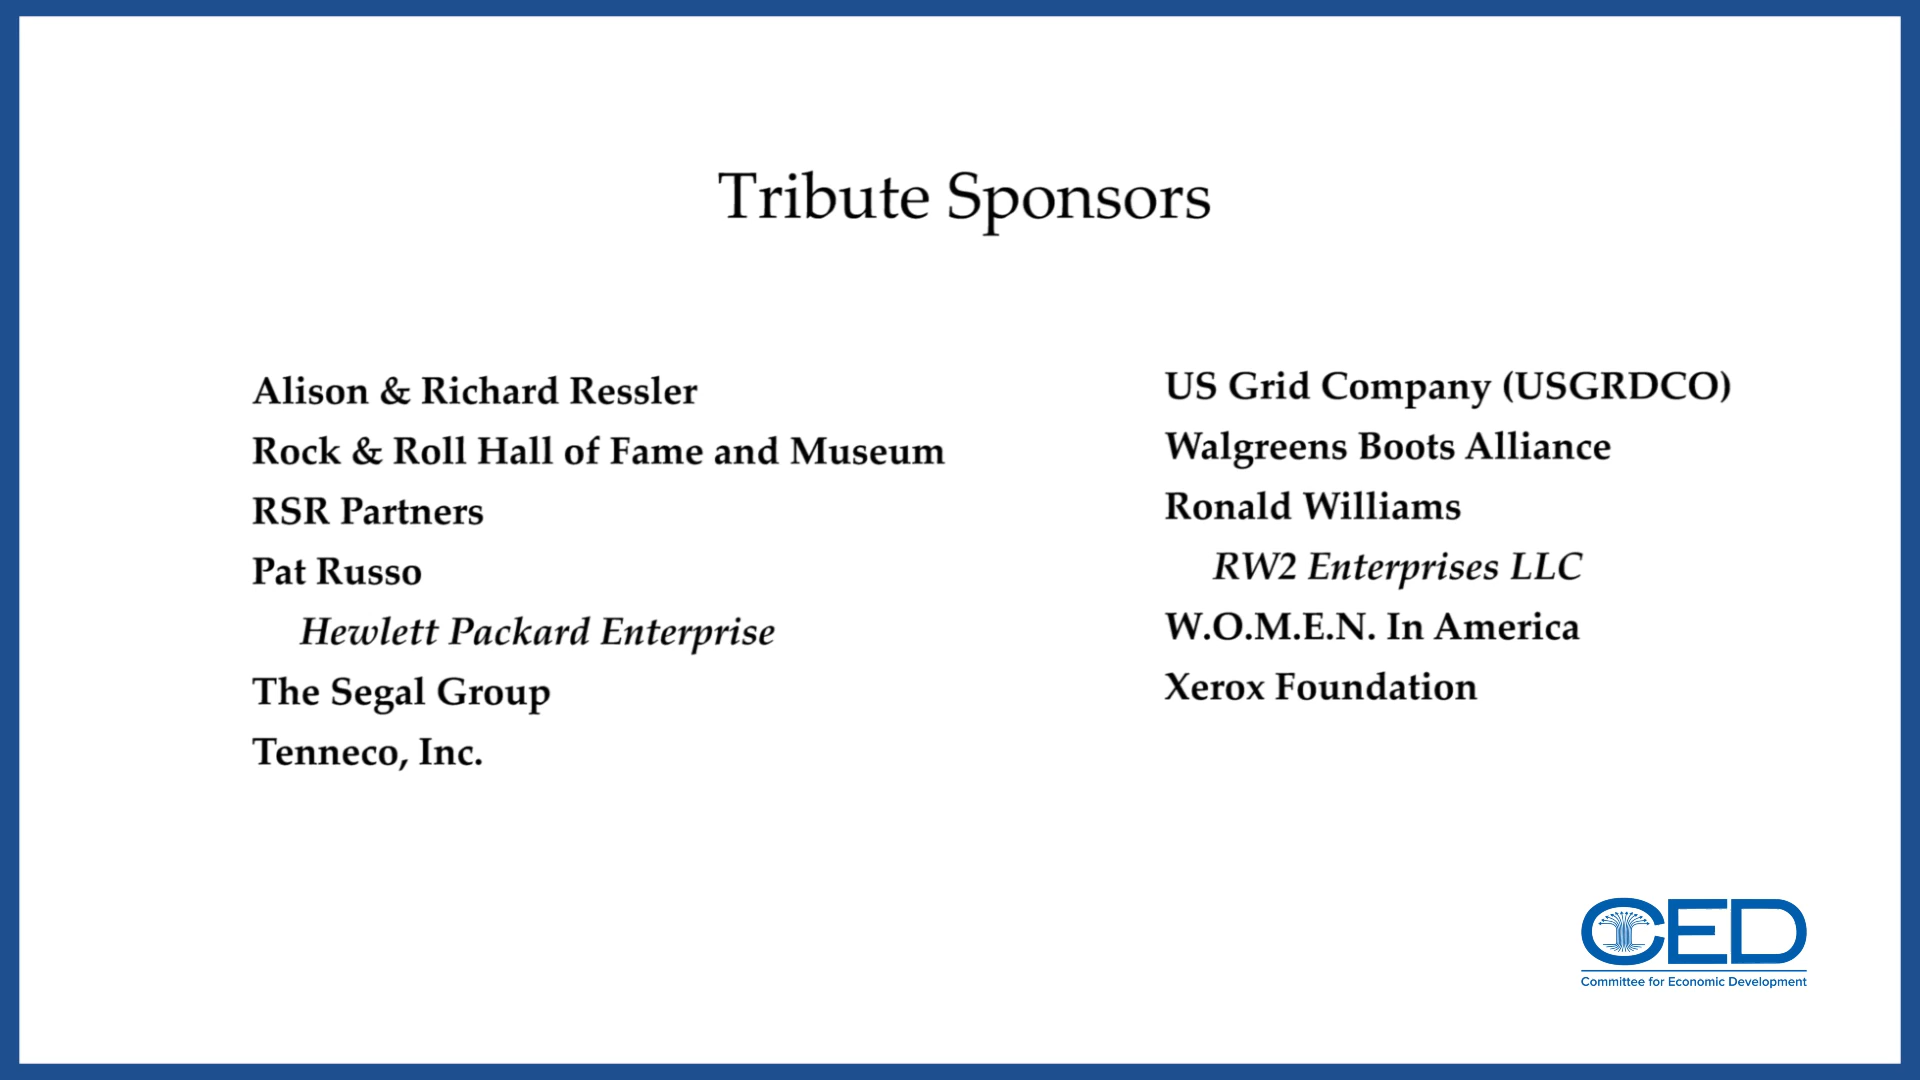 Tribute Sponsors
Alison & Richard Ressler
Rock & Roll Hall of Fame and Museum
RSR Partners
Pat Russo
Hewlett Packard Enterprise
The Segal Group
Tenneco, Inc.
US Grid Company (USGRDCO)
Walgreens Boots Alliance
Ronald Williams
RW2 Enterprises LLC
W.O.M.E.N. In America
Xerox Foundation
CED
Committee for Economic Development